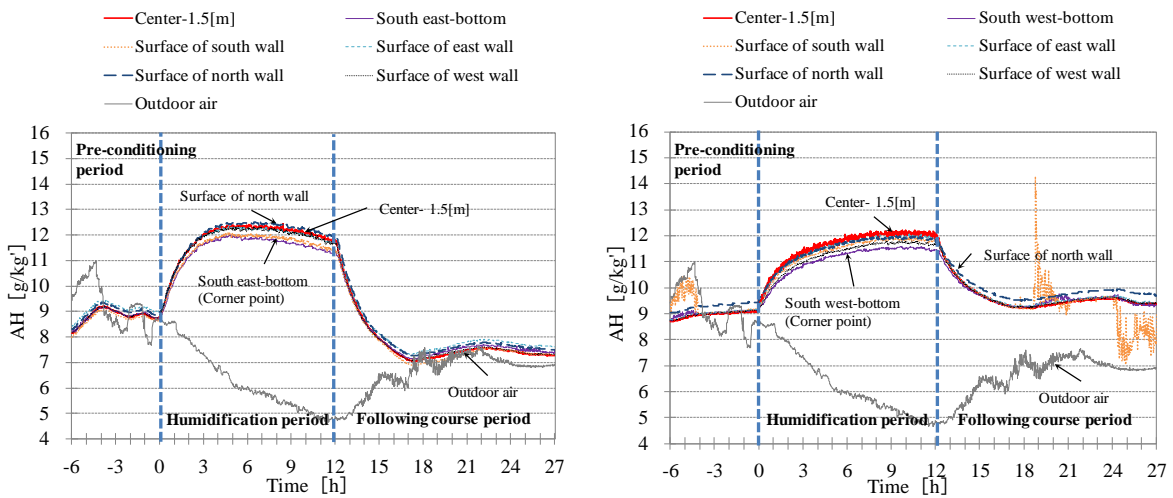 Center-1.5[m]
South east-bottom
Surface of south wall
Surface of east wall
Surface of north wall
Surface of west wall
Outdoor air
16
15
14
13
12
11
10
9
8
7
6
5
4
AH [g/kg']
Pre-conditioning
period
Surface of north wall
Center- 1.5[m]
South east-bottom
(Corner point)
Outdoor air
Humidification period
Following course period
-6 -3 0 3 6 9 12 15 18 21 24 27
Time [h]
Center-1.5[m]
South west-bottom
Surface of south wall
Surface of east wall
Surface of north wall
Surface of west wall
Outdoor air
16
15
14
13
12
11
10
9
8
7
6
5
4
AH [g/kg']
Pre-conditioning
period
Center- 1.5[m]
Surface of north wall
South west-bottom
(Corner point)
Outdoor air
Humidification period
Following course period
-6 -3 0 3 6 9 12 15 18 21 24 27
Time [h]